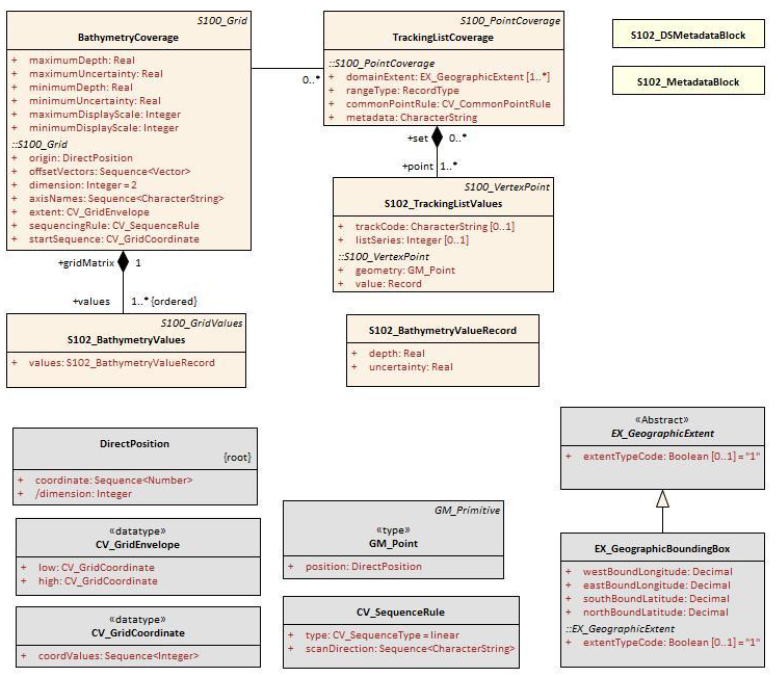 S100_Grid
BathymetryCoverage
+ maximumDepth: Real
+ maximumUncertainty: Real
+ minimumDepth: Real
+ minimumUncertainty: Real
+ maximumDisplayScale: Integer
+ minimumDisplayScale: Integer
::S100_Grid
+ origin: DirectPosition
+ offsetVectors: Sequence<Vector>
+ dimension: Integer = 2
+ axisNames: Sequence<CharacterString>
+ extent: CV_GridEnvelope
+ sequencingRule: CV_SequenceRule
+ startSequence: CV_GridCoordinate
0..*
S100_PointCoverage
TrackingListCoverage
::S100_PointCoverage
+ domainExtent: EX_GeographicExtent [1..*]
+ rangeType: RecordType
+ commonPointRule: CV_CommonPointRule
+ metadata: CharacterString
S102_DSMetadataBlock
S102_MetadataBlock
+set 0..*
+point 1..*
S100_VertexPoint
S102_TrackingListValues
+ trackCode: CharacterString [0..1]
+ listSeries: Integer [0..1]
::S100_VertexPoint
+ geometry: GM_Point
+ value: Record
+gridMatrix 1
+values 1..* {ordered}
S100_GridValues
S102_BathymetryValues
+ values: S102_BathymetryValueRecord
S102_BathymetryValueRecord
+ depth: Real
+ uncertainty: Real
DirectPosition
{root}
+ coordinate: Sequence<Number>
+ /dimension: Integer
«datatype»
CV_GridEnvelope
+ low: CV_GridCoordinate
+ high: CV_GridCoordinate
«datatype»
CV_GridCoordinate
+ coordValues: Sequence<Integer>
GM_Primitive
«type»
GM_Point
+ position: DirectPosition
CV_SequenceRule
+ type: CV_SequenceType = linear
+ scanDirection: Sequence<CharacterString>
«Abstract»
EX_GeographicExtent
+ extentTypeCode: Boolean [0..1] = "1"
EX_GeographicBoundingBox
+ westBoundLongitude: Decimal
+ eastBoundLongitude: Decimal
+ southBoundLatitude: Decimal
+ northBoundLatitude: Decimal
::EX_GeographicExtent
+ extentTypeCode: Boolean [0..1] = "1"